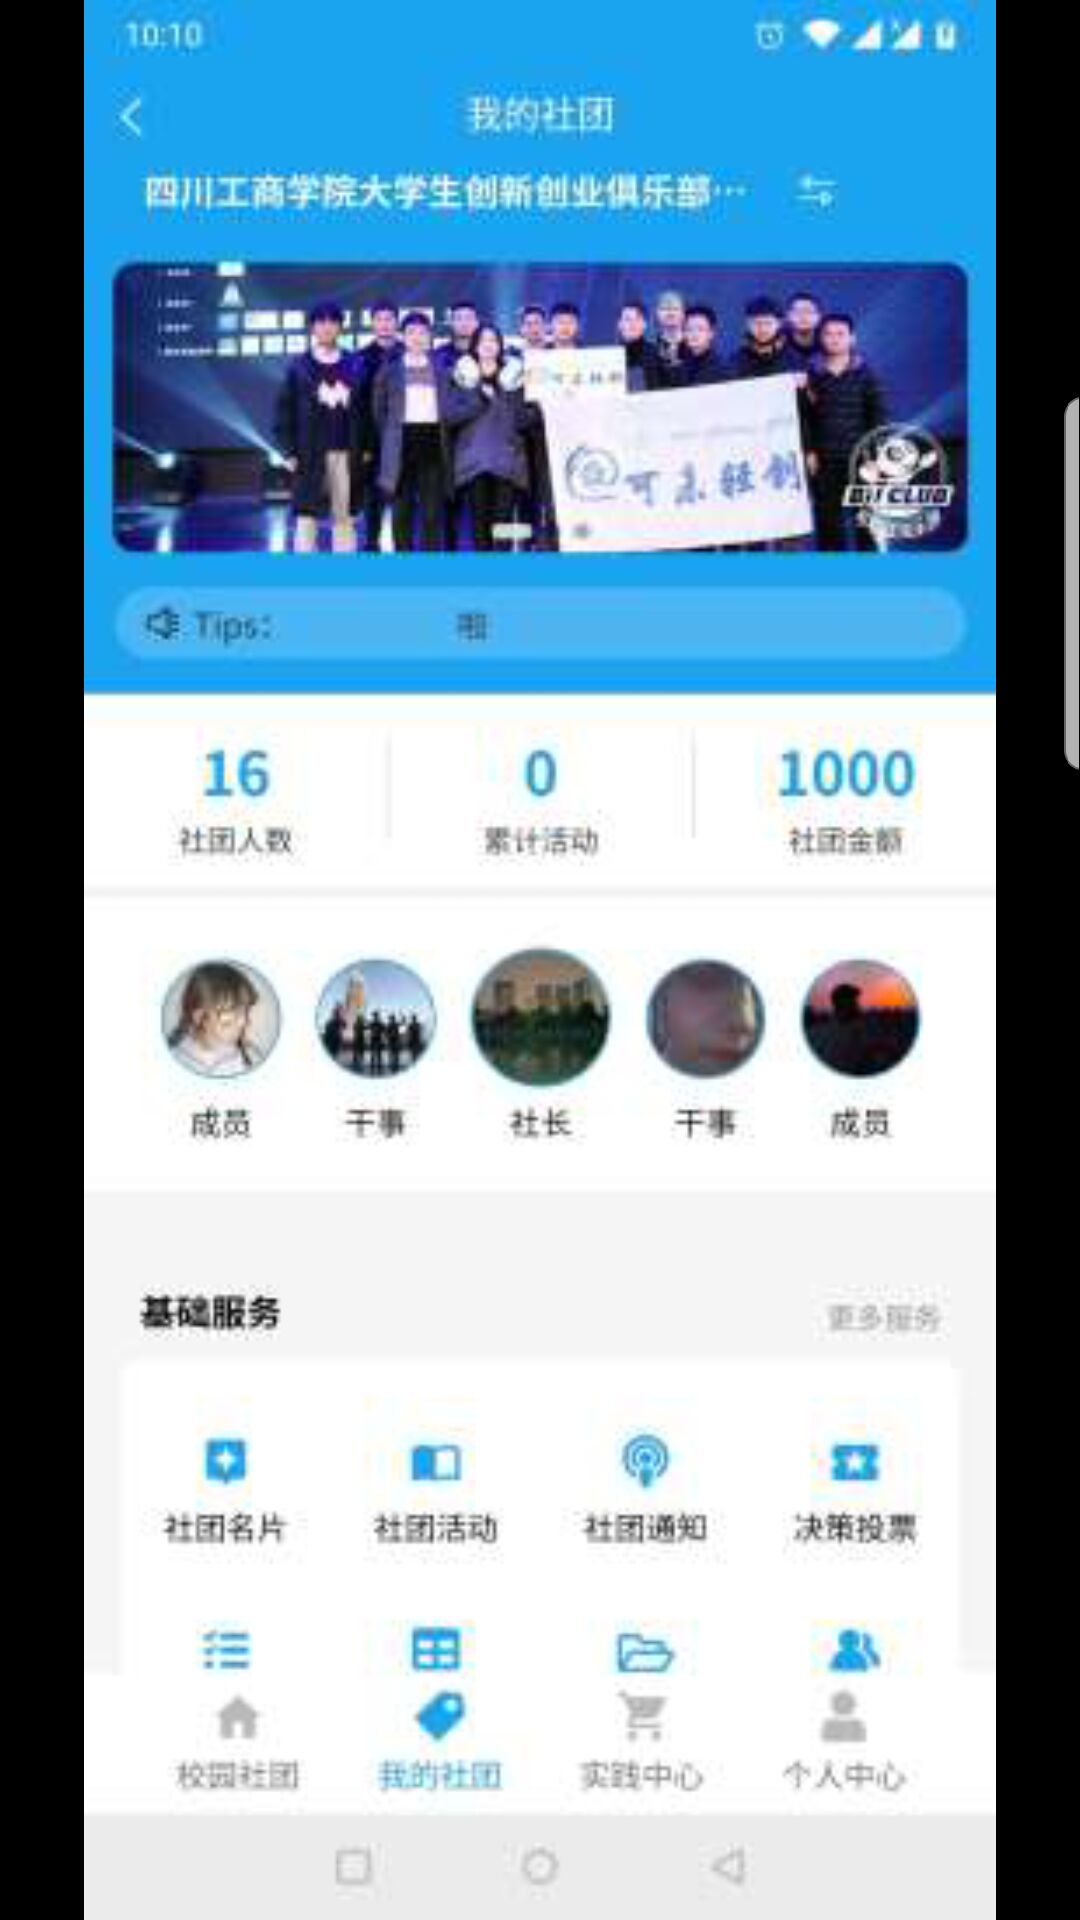 10:10
我的社团
四川工商学院大学生创新创业俱乐部…
可未轻创
BII CLUB
Tips: 啦
16
0
1000
社团人数
累计活动
社团金额
成员
干事
社长
干事
成员
基础服务
更多服务
社团名片
社团活动
社团通知
决策投票
校园社团
我的社团
实践中心
个人中心